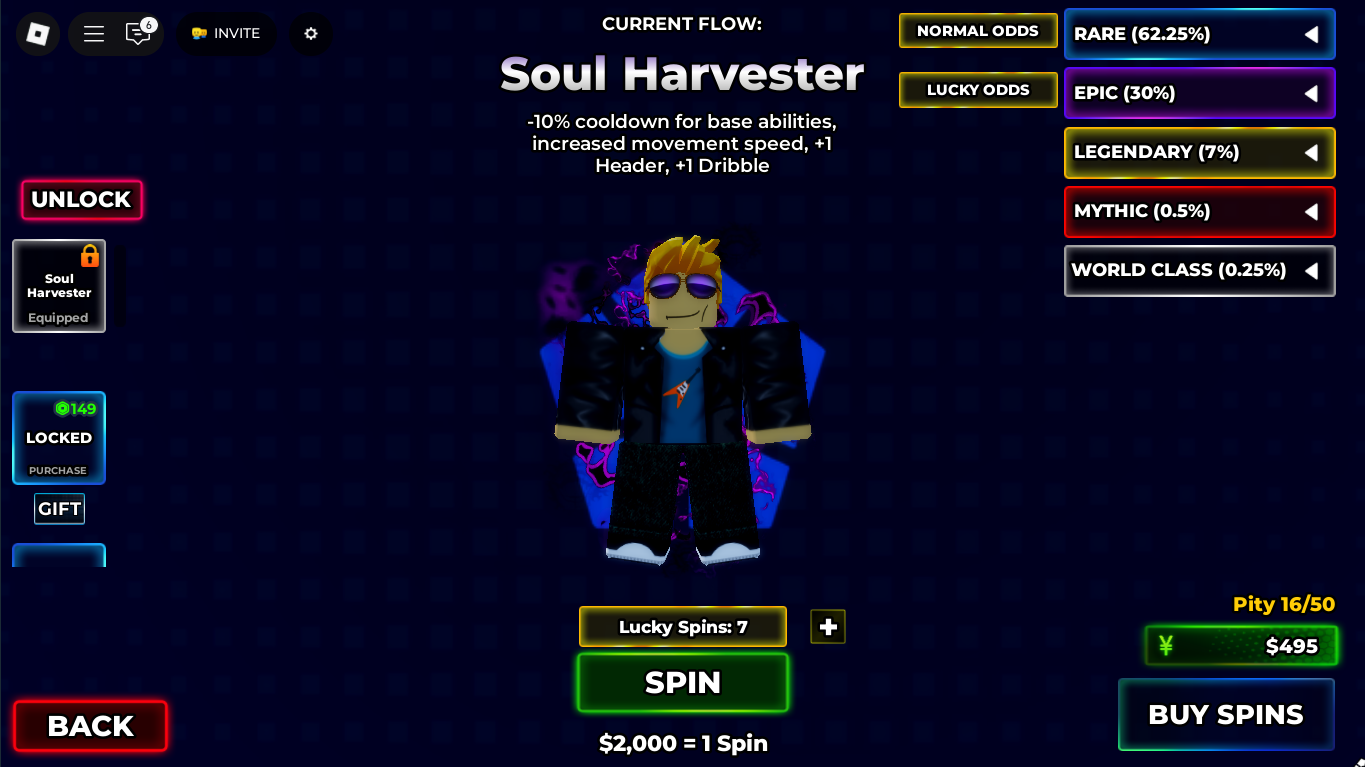 6
INVITE
CURRENT FLOW:
Soul Harvester
-10% cooldown for base abilities,
increased movement speed, +1
Header, +1 Dribble
NORMAL ODDS
LUCKY ODDS
RARE (62.25%)
EPIC (30%)
LEGENDARY (7%)
MYTHIC (0.5%)
WORLD CLASS (0.25%)
UNLOCK
Soul
Harvester
Equipped
149
LOCKED
PURCHASE
GIFT
BACK
Lucky Spins: 7
+
SPIN
$2,000 = 1 Spin
Pity 16/50
¥ $495
BUY SPINS